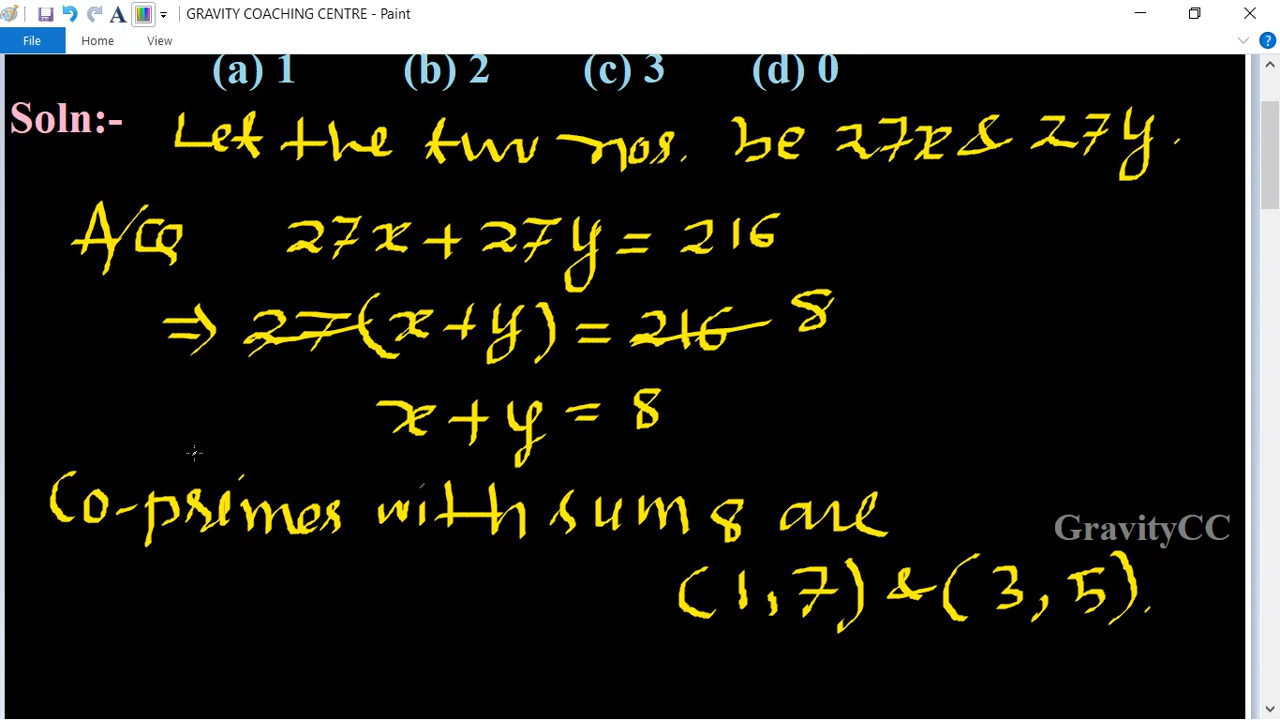 GRAVITY COACHING CENTRE - Paint
File Home View
(a) 1 (b) 2 (c) 3 (d) 0
Soln:- Let the two nos. be 27x & 27y.
A/Q 27x + 27y = 216
⇒ 27(x+y) = 216 8
x + y = 8
Co-primes with sum 8 are
GravityCC
(1,7) & (3,5).